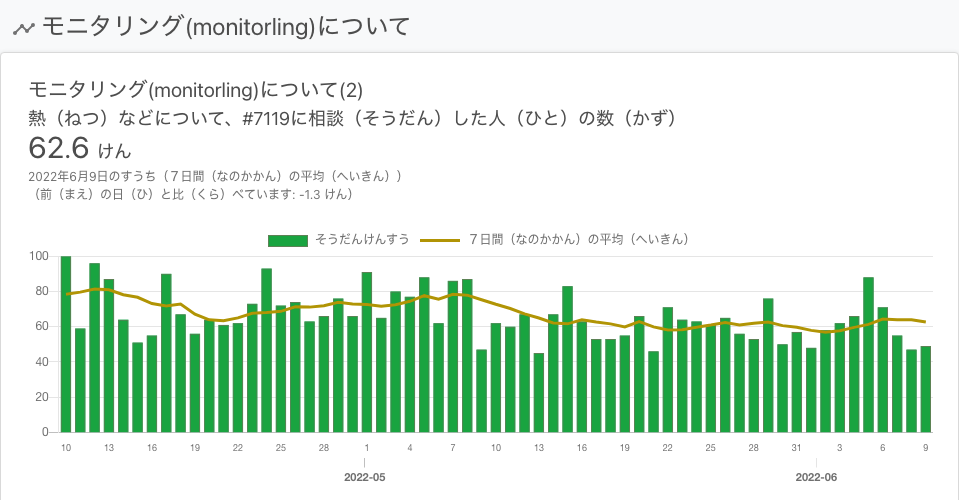 モニタリング(monitorling)について
モニタリング(monitorling)について(2)
熱（ねつ）などについて、#7119に相談（そうだん）した人（ひと）の数（かず）
62.6 けん
2022年6月9日のすうち（７日間（なのかかん）の平均（へいきん））
（前（まえ）の日（ひ）と比（くら）べています: -1.3 けん）
そうだんけんすう ７日間（なのかかん）の平均（へいきん）
100
80
60
40
20
0
10 13 16 19 22 25 28 1 4 7 10 13 16 19 22 25 28 31 3 6 9
2022-05 2022-06